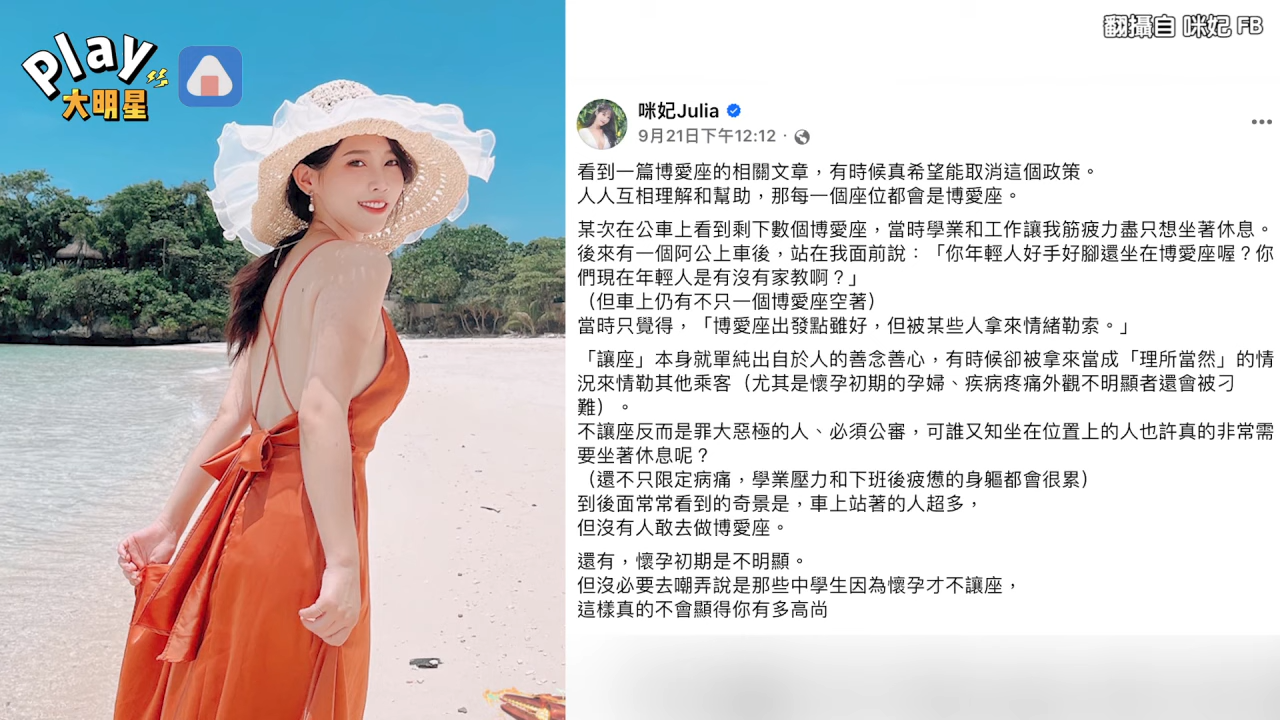 Play
大明星
翻攝自 咪妃 FB
咪妃Julia
9月21日下午12:12 ·
看到一篇博愛座的相關文章，有時候真希望能取消這個政策。
人人互相理解和幫助，那每一個座位都會是博愛座。
某次在公車上看到剩下數個博愛座，當時學業和工作讓我筋疲力盡只想坐著休息。
後來有一個阿公上車後，站在我面前說：「你年輕人好手好腳還坐在博愛座喔？你
們現在年輕人是有沒有家教啊？」
（但車上仍有不只一個博愛座空著）
當時只覺得，「博愛座出發點雖好，但被某些人拿來情緒勒索。」
「讓座」本身就單純出自於人的善念善心，有時候卻被拿來當成「理所當然」的情
況來情勒其他乘客（尤其是懷孕初期的孕婦、疾病疼痛外觀不明顯者還會被刁
難）。
不讓座反而是罪大惡極的人、必須公審，可誰又知坐在位置上的人也許真的非常需
要坐著休息呢？
（還不只限定病痛，學業壓力和下班後疲憊的身軀都會很累）
到後面常常看到的奇景是，車上站著的人超多，
但沒有人敢去做博愛座。
還有，懷孕初期是不明顯。
但沒必要去嘲弄說是那些中學生因為懷孕才不讓座，
這樣真的不會顯得你有多高尚